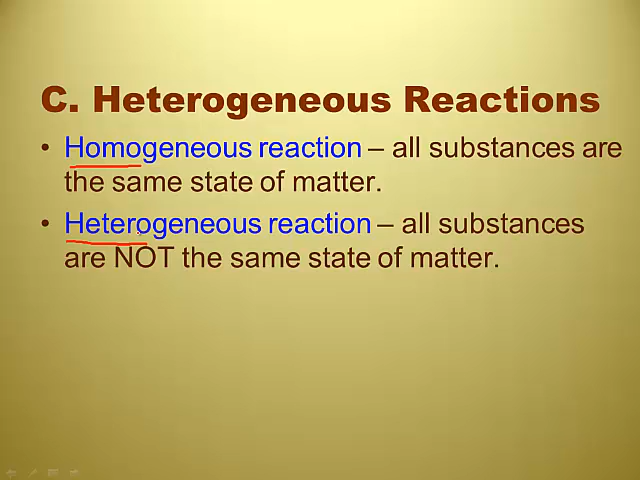 C. Heterogeneous Reactions
• Homogeneous reaction – all substances are
the same state of matter.
• Heterogeneous reaction – all substances
are NOT the same state of matter.